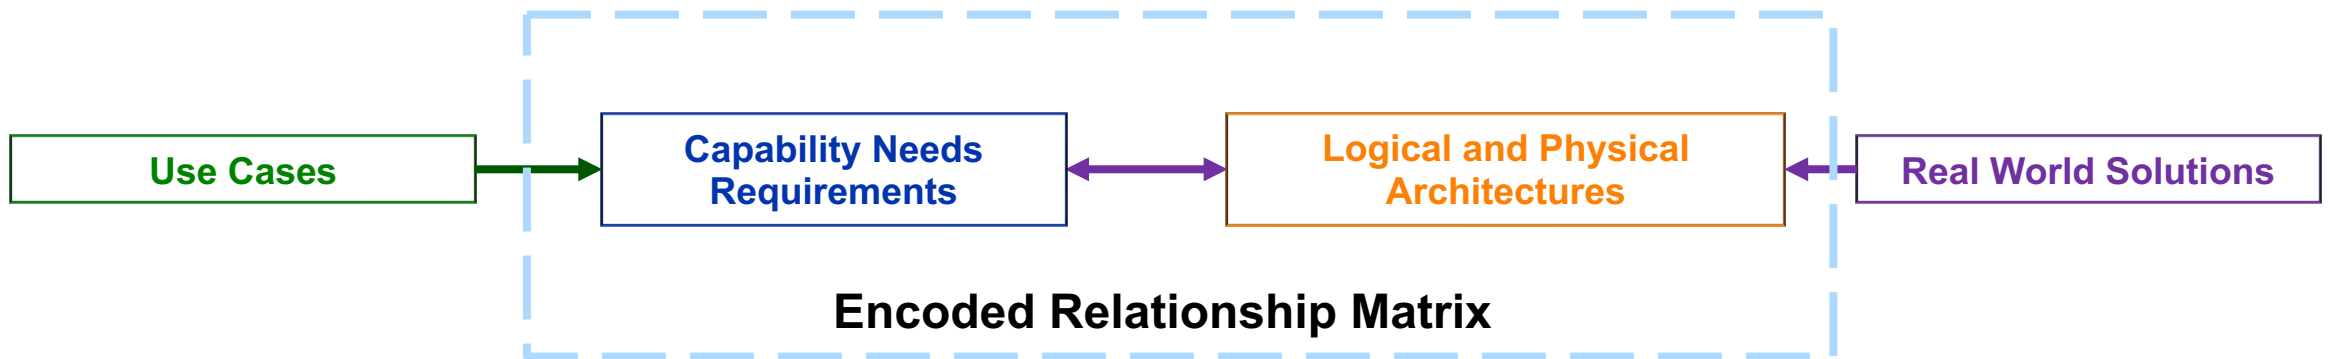 Use Cases
Capability Needs
Requirements
Logical and Physical
Architectures
Real World Solutions
Encoded Relationship Matrix